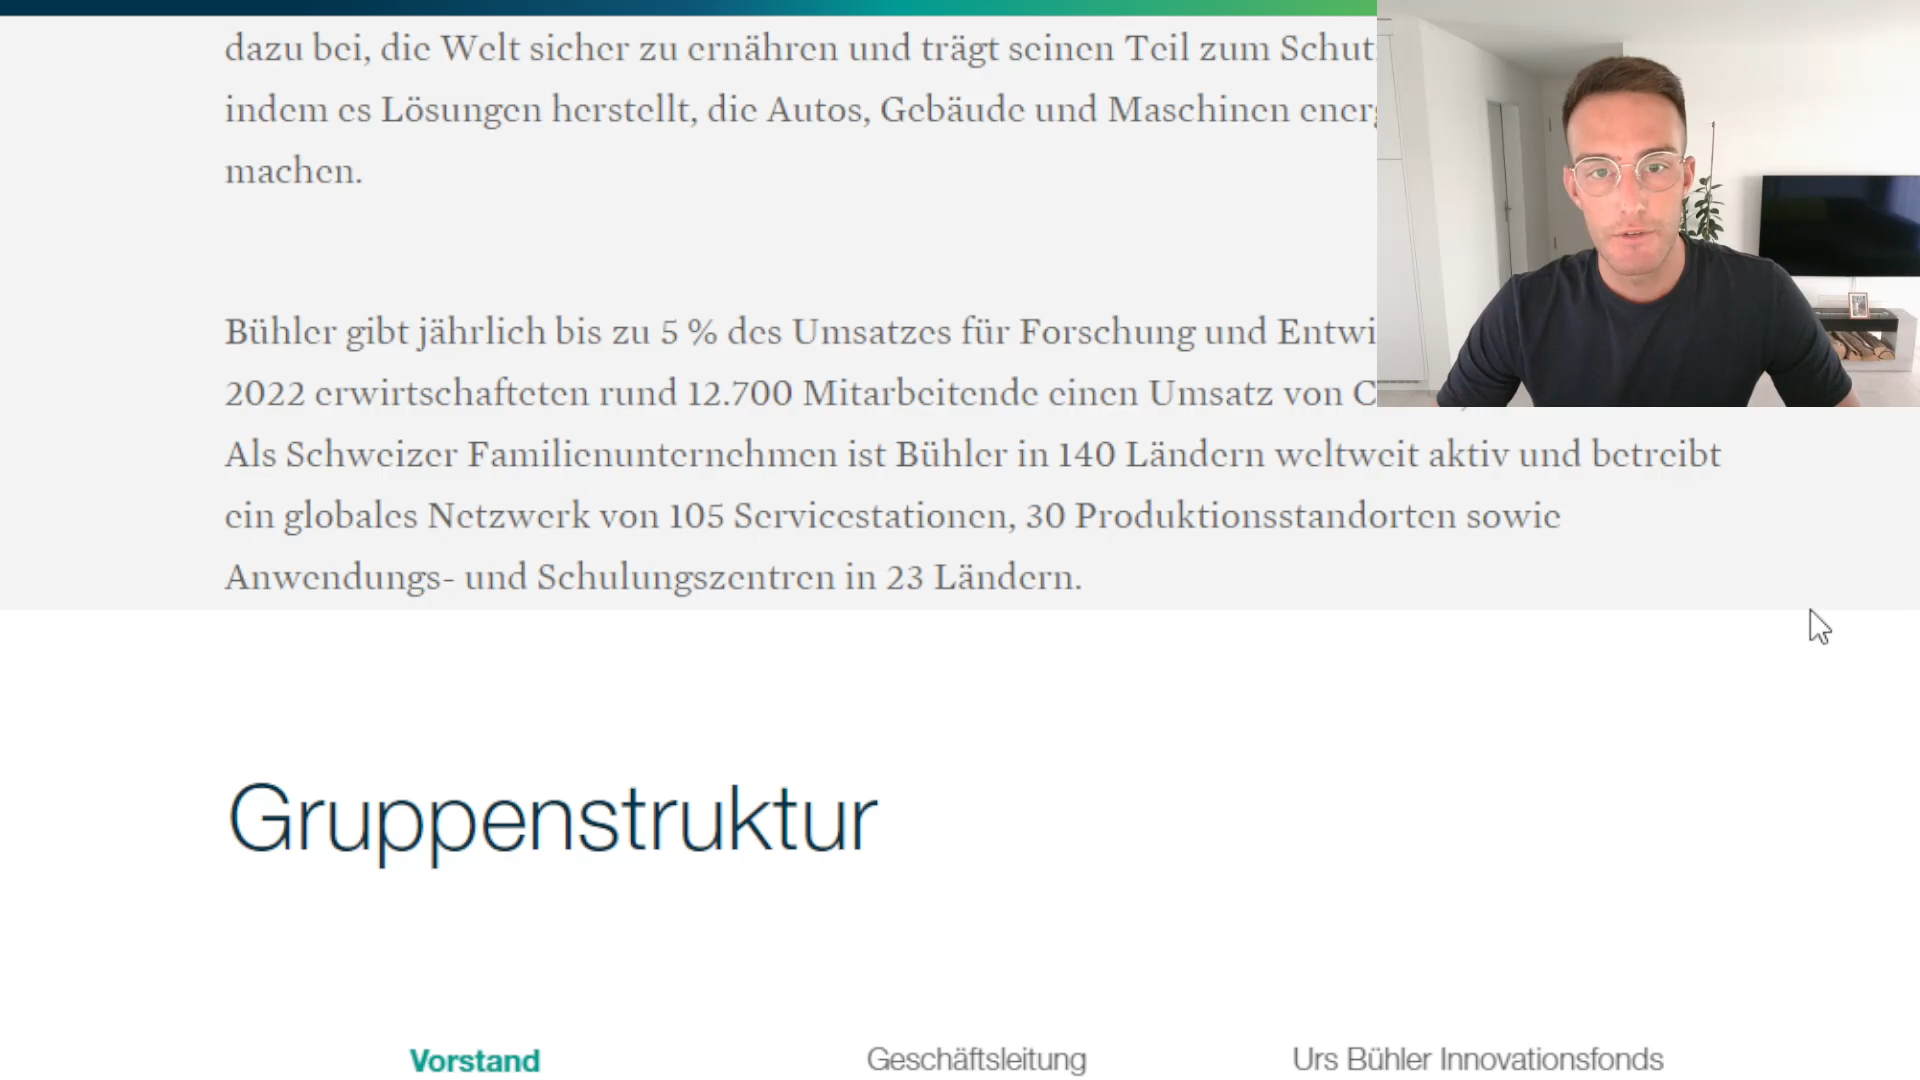 dazu bei, die Welt sicher zu ernähren und trägt seinen Teil zum
indem es Lösungen herstellt, die Autos, Gebäude und Maschinen
machen.
Bühler gibt jährlich bis zu 5 % des Umsatzes für Forschung und
2022 erwirtschafteten rund 12.700 Mitarbeitende einen Umsatz von
Als Schweizer Familienunternehmen ist Bühler in 140 Ländern weltweit aktiv und betreibt
ein globales Netzwerk von 105 Servicestationen, 30 Produktionsstandorten sowie
Anwendungs- und Schulungszentren in 23 Ländern.
Gruppenstruktur
Vorstand
Geschäftsleitung
Urs Bühler Innovationsfonds